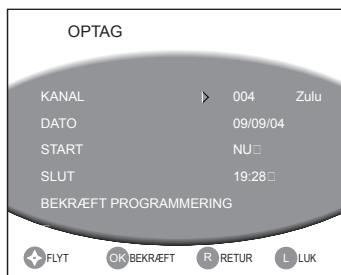 OPTAG
KANAL 004 Zulu
DATO 09/09/04
START NU
SLUT 19:28
BEKRÆFT PROGRAMMERING
FLYT OK BEKRÆFT R RETUR L LUK